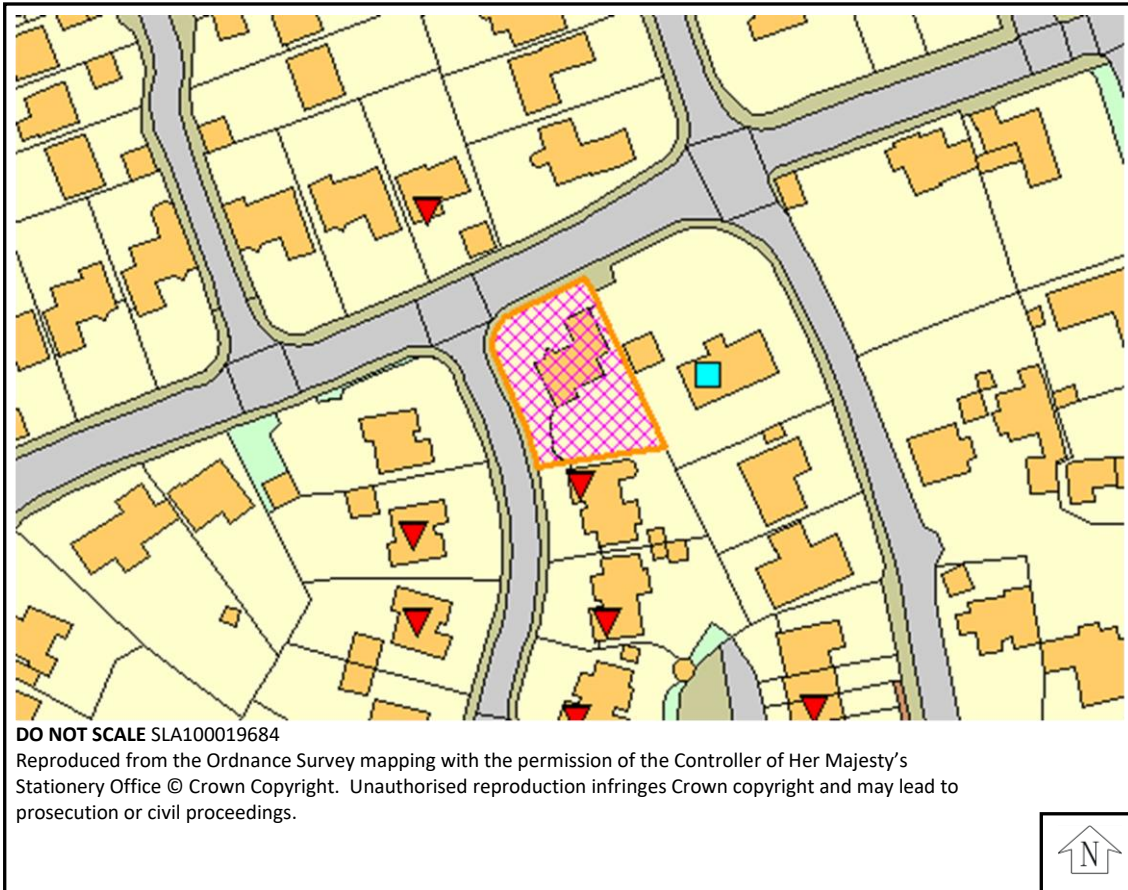 DO NOT SCALE SLA100019684
Reproduced from the Ordnance Survey mapping with the permission of the Controller of Her Majesty’s
Stationery Office © Crown Copyright.  Unauthorised reproduction infringes Crown copyright and may lead to
prosecution or civil proceedings.
N